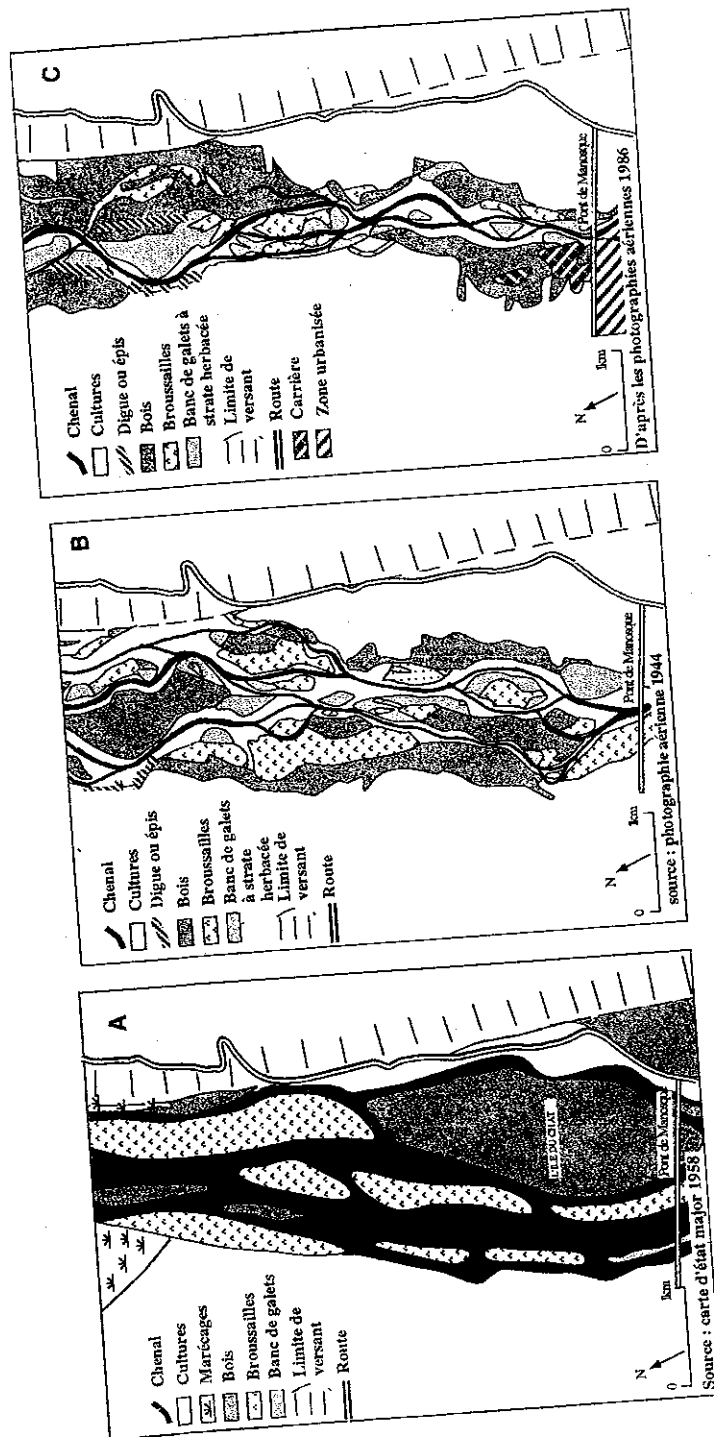 A
Chenal
Cultures
Marécages
Bois
Broussailles
Banc de galets
Limite de
versant
Route
L'ILE DU CHAT
Pont de Manosque
N
0
1km
Source : carte d'état major 1958
B
Chenal
Cultures
Digue ou épis
Bois
Broussailles
Banc de galets
à strate
herbacée
Limite de
versant
Route
Pont de Manosque
N
0
1km
source : photographie aérienne 1944
C
Chenal
Cultures
Digue ou épis
Bois
Broussailles
Banc de galets à
strate herbacée
Limite de
versant
Route
Carrière
Zone urbanisée
Pont de Manosque
N
0
1km
D'après les photographies aériennes 1986